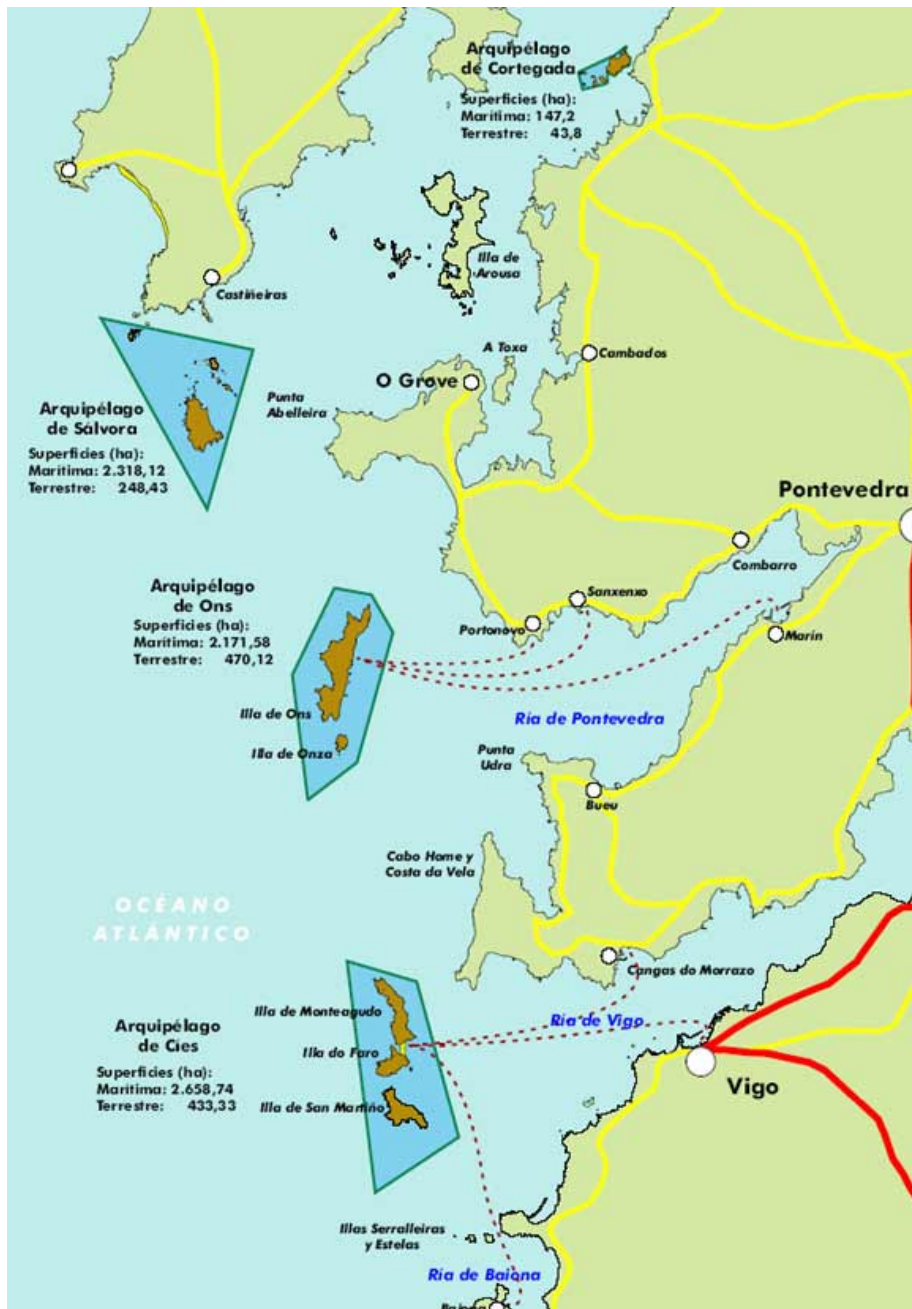 Arquipélago
de Cortegada
Superficies (ha):
Marítima: 147,2
Terrestre: 43,8
Illa de
Arousa
Castiñeiras
A Toxa
Cambados
O Grove
Punta
Abelleira
Arquipélago
de Sálvora
Superficies (ha):
Marítima: 2.318,12
Terrestre: 248,43
Pontevedra
Combarro
Arquipélago
de Ons
Superficies (ha):
Marítima: 2.171,58
Terrestre: 470,12
Sanxenxo
Portonovo
Marín
Illa de Ons
Ría de Pontevedra
Illa de Onza
Punta
Udra
Bueu
Cabo Home y
Costa da Vela
OCÉANO
ATLÁNTICO
Cangas do Morrazo
Illa de Monteagudo
Ría de Vigo
Arquipélago
de Cíes
Superficies (ha):
Marítima: 2.658,74
Terrestre: 433,33
Illa do Faro
Vigo
Illa de San Martiño
Illas Serralleiras
y Estelas
Ría de Baiona
Baiona